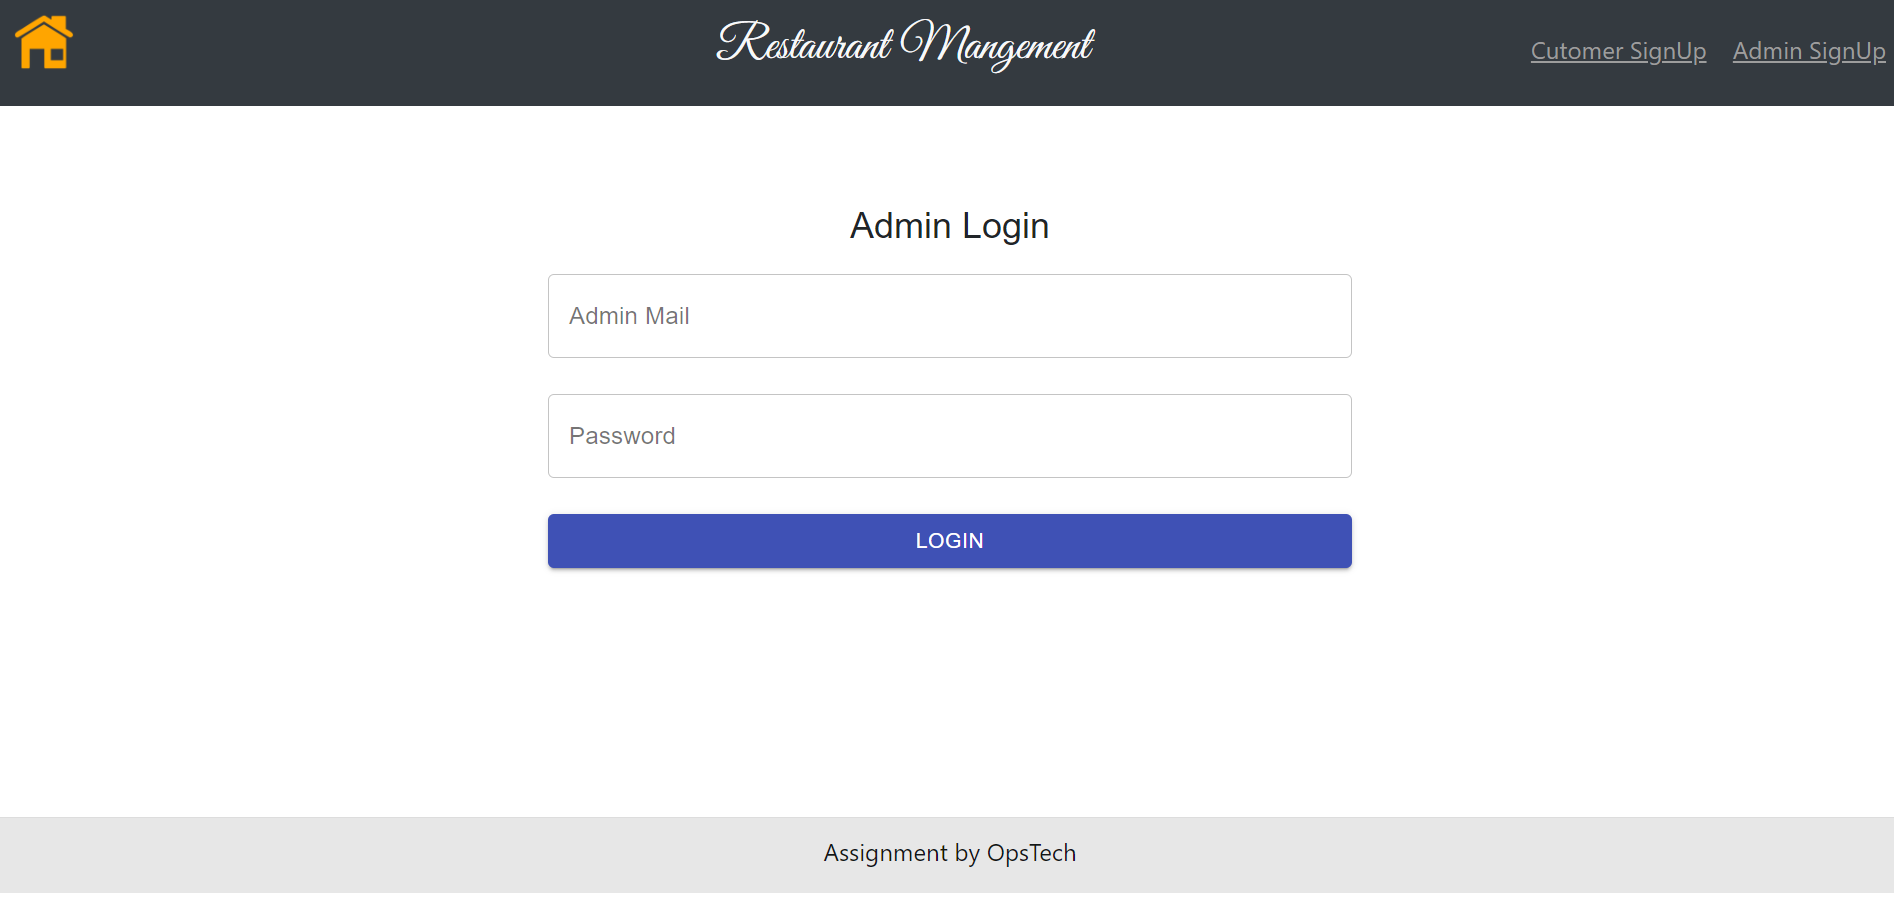 Restaurant Mangement
Cutomer SignUp
Admin SignUp
Admin Login
Admin Mail
Password
LOGIN
Assignment by OpsTech